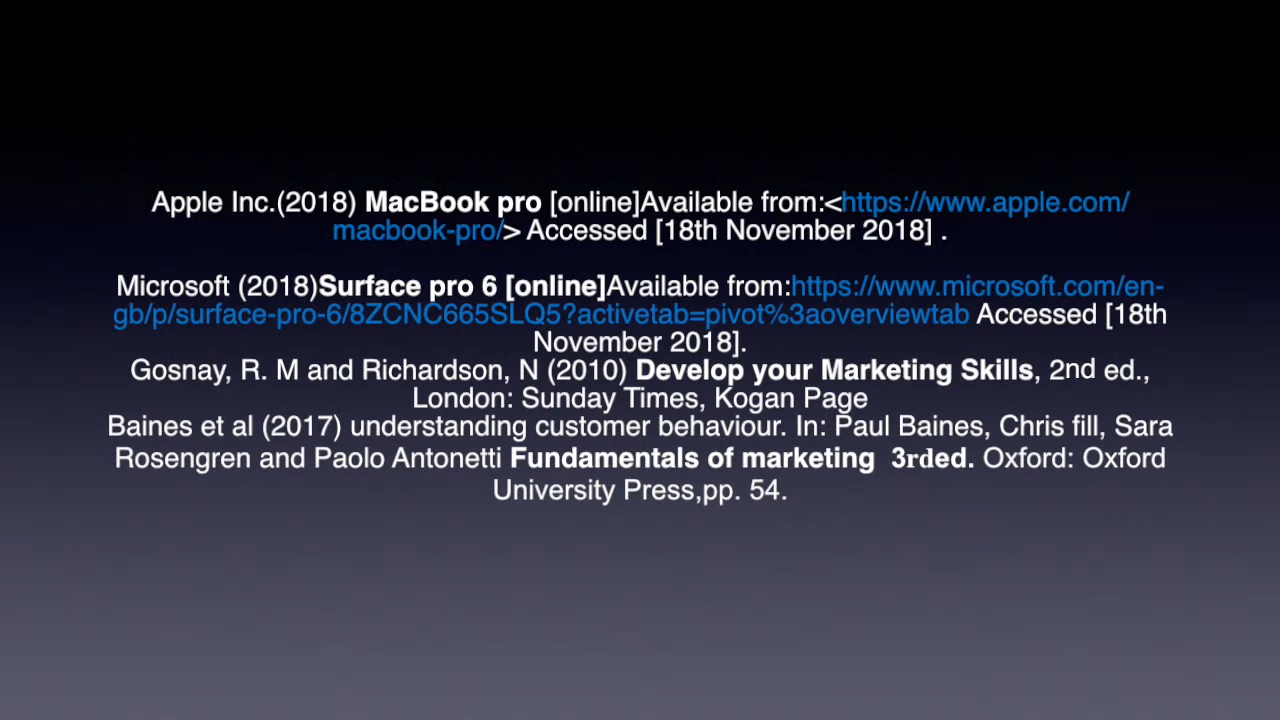 Apple Inc.(2018) MacBook pro [online]Available from:<https://www.apple.com/
macbook-pro/> Accessed [18th November 2018] .
Microsoft (2018)Surface pro 6 [online]Available from:https://www.microsoft.com/en-
gb/p/surface-pro-6/8ZCNC665SLQ5?activetab=pivot%3aoverviewtab Accessed [18th
November 2018].
Gosnay, R. M and Richardson, N (2010) Develop your Marketing Skills, 2nd ed.,
London: Sunday Times, Kogan Page
Baines et al (2017) understanding customer behaviour. In: Paul Baines, Chris fill, Sara
Rosengren and Paolo Antonetti Fundamentals of marketing 3rded. Oxford: Oxford
University Press,pp. 54.